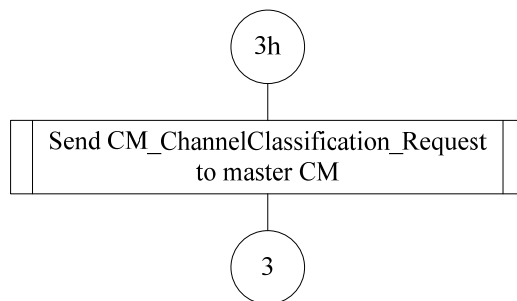 3h
Send CM_ChannelClassification_Request
to master CM
3